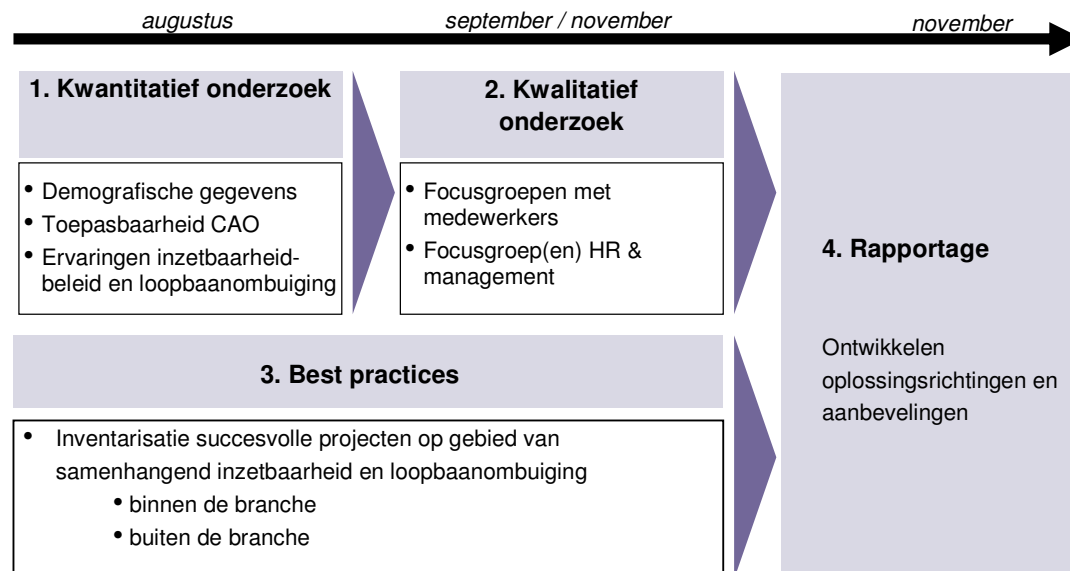 augustus
september / november
november
1. Kwantitatief onderzoek
• Demografische gegevens
• Toepasbaarheid CAO
• Ervaringen inzetbaarheid-
beleid en loopbaanombuiging
2. Kwalitatief
onderzoek
• Focusgroepen met
medewerkers
• Focusgroep(en) HR &
management
3. Best practices
• Inventarisatie succesvolle projecten op gebied van
samenhangend inzetbaarheid en loopbaanombuiging
• binnen de branche
• buiten de branche
4. Rapportage
Ontwikkelen
oplossingsrichtingen en
aanbevelingen